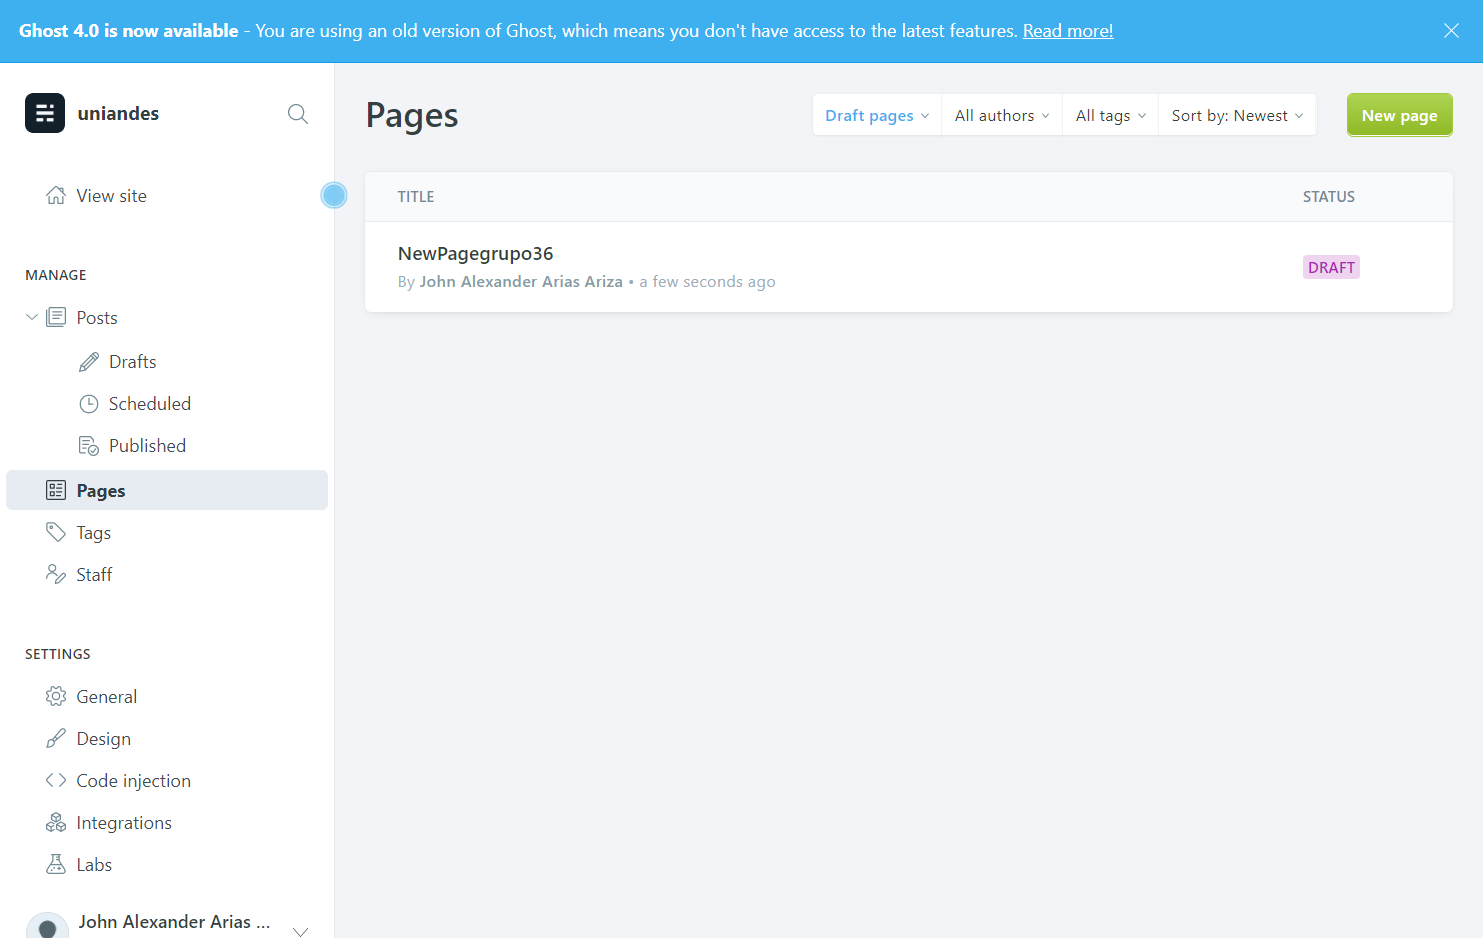 Ghost 4.0 is now available - You are using an old version of Ghost, which means you don't have access to the latest features. Read more!
uniandes
View site
MANAGE
Posts
Drafts
Scheduled
Published
Pages
Tags
Staff
SETTINGS
General
Design
Code injection
Integrations
Labs
John Alexander Arias ...
Pages
Draft pages All authors All tags Sort by: Newest New page
TITLE STATUS
NewPagegrupo36
By John Alexander Arias Ariza • a few seconds ago
DRAFT